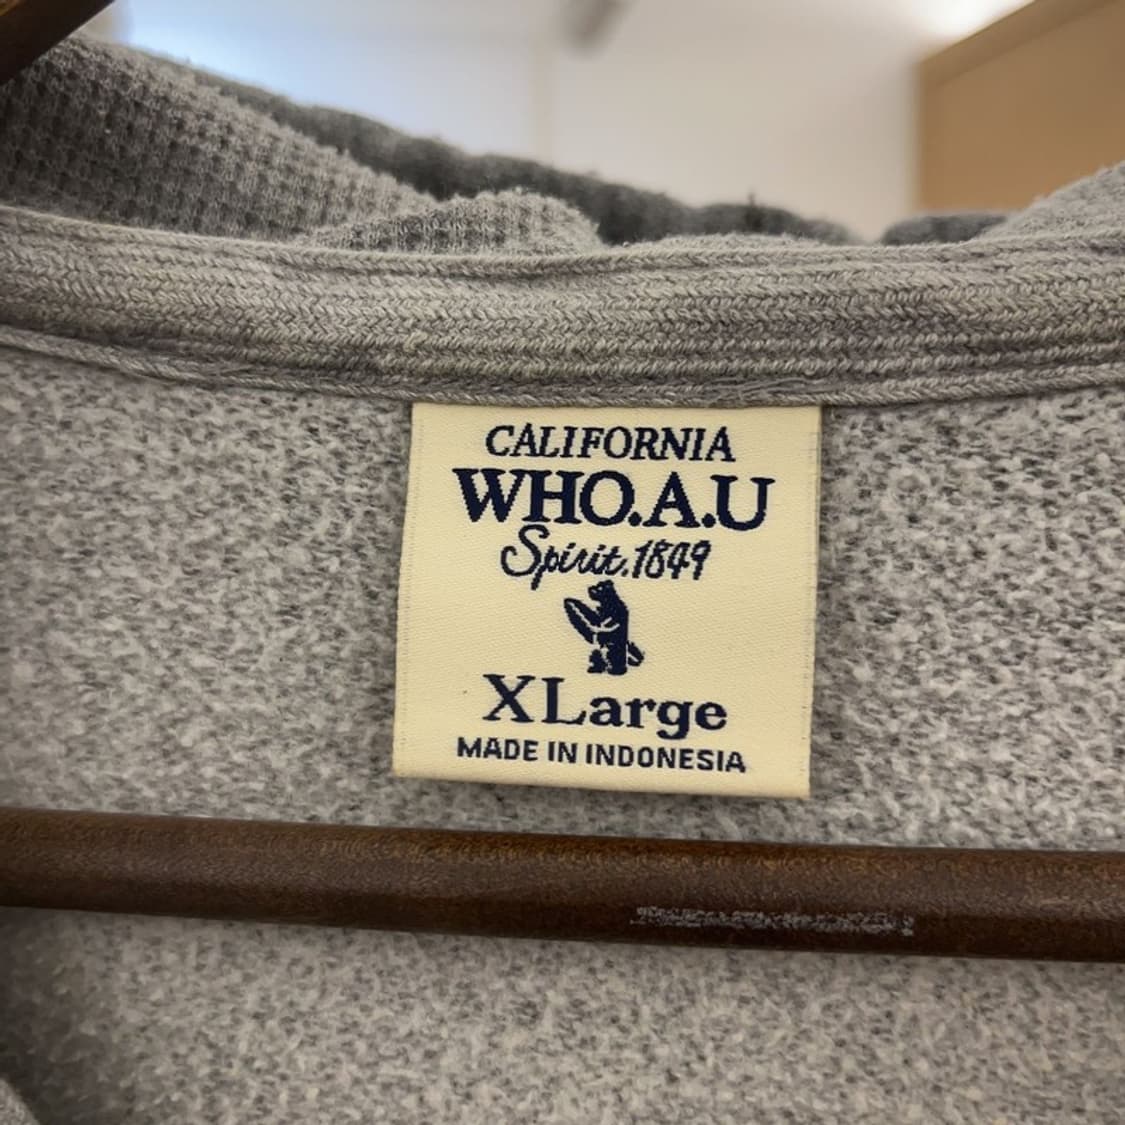 CALIFORNIA
WHO.A.U
Spirit.1849
XLarge
MADE IN INDONESIA